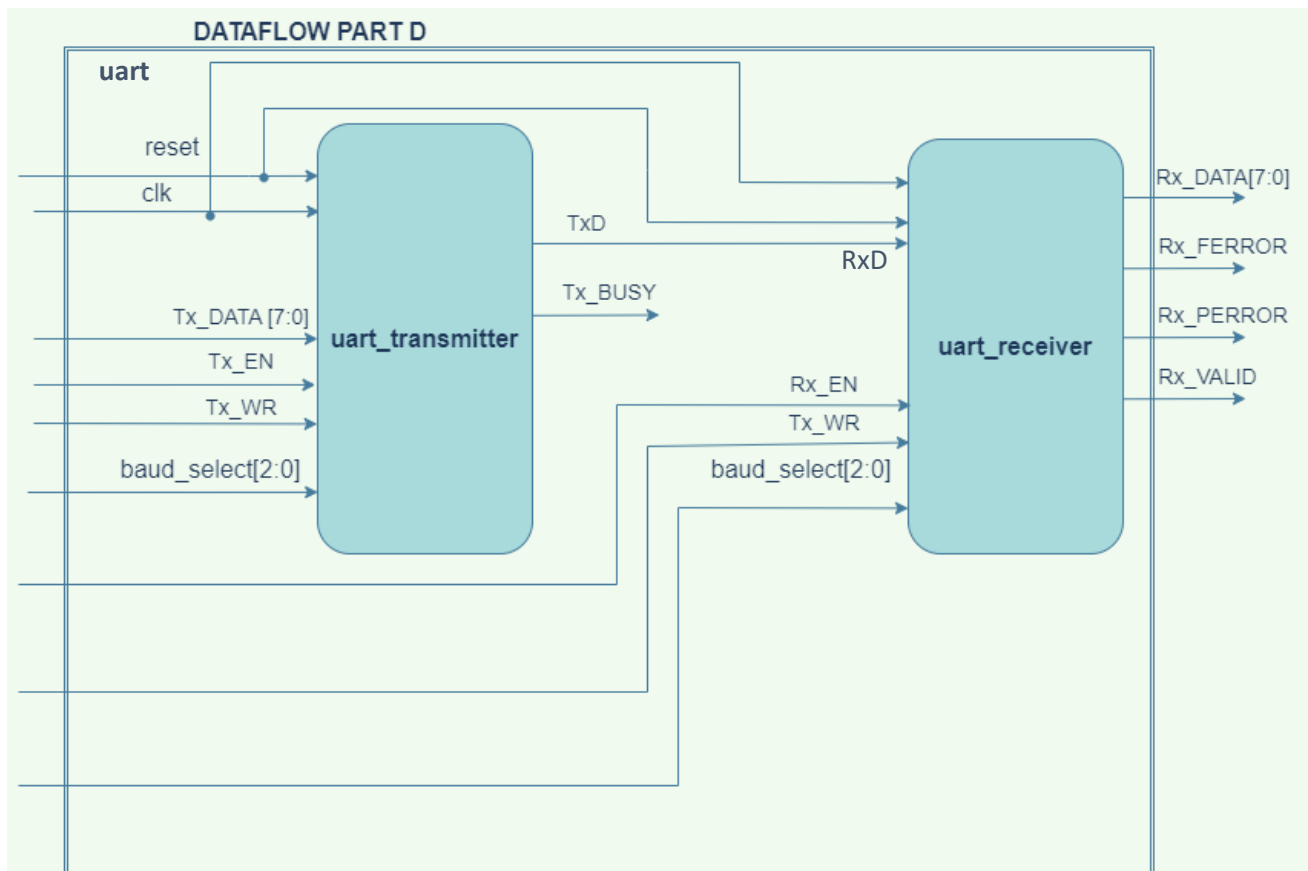 DATAFLOW PART D
uart
reset
clk
Tx_DATA [7:0]
Tx_EN
Tx_WR
baud_select[2:0]
uart_transmitter
TxD
Tx_BUSY
RxD
Rx_EN
Tx_WR
baud_select[2:0]
uart_receiver
Rx_DATA[7:0]
Rx_FERROR
Rx_PERROR
Rx_VALID